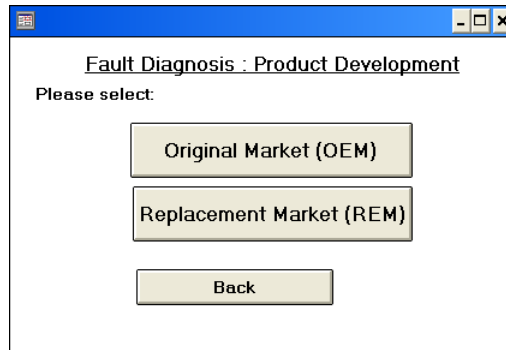 Fault Diagnosis : Product Development
Please select:
Original Market (OEM)
Replacement Market (REM)
Back